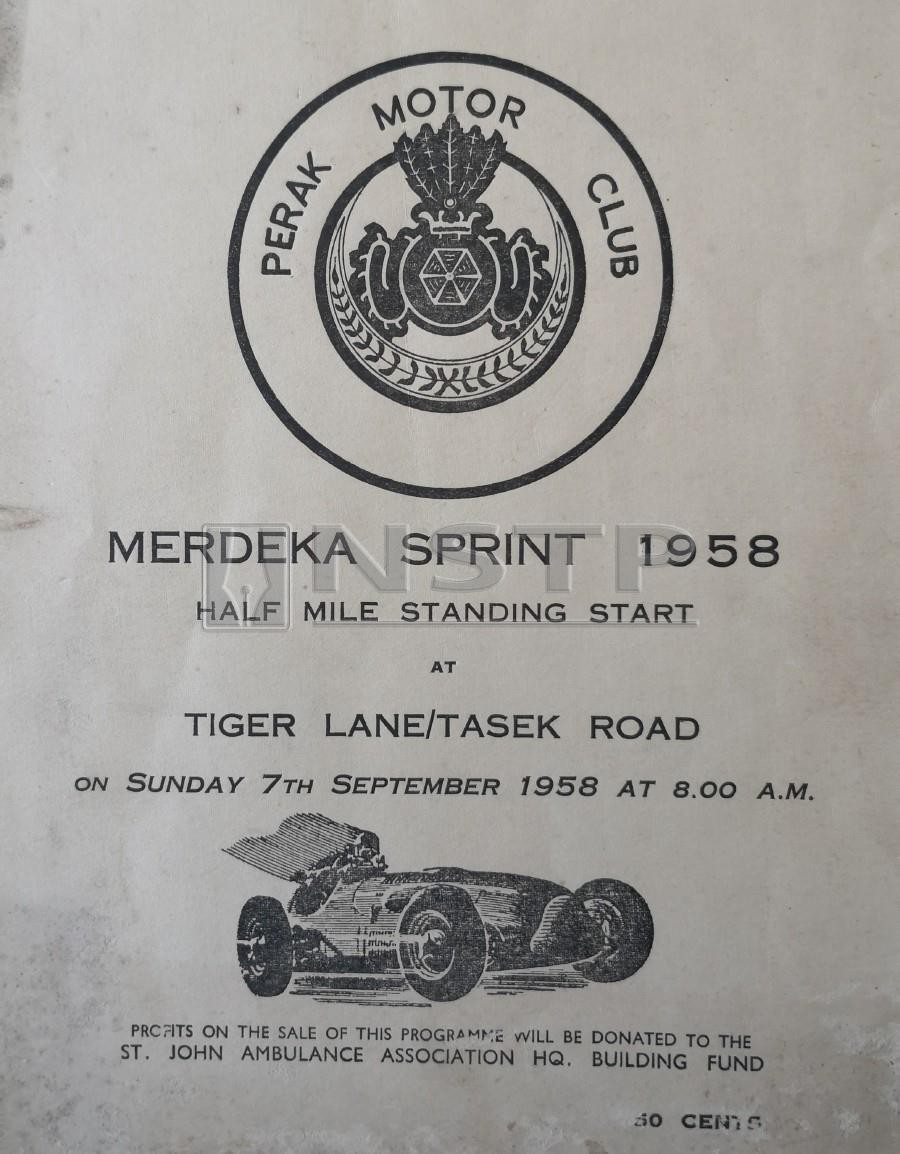 PERAK MOTOR CLUB
MERDEKA SPRINT 1958
NSTP
HALF MILE STANDING START
AT
TIGER LANE/TASEK ROAD
ON SUNDAY 7TH SEPTEMBER 1958 AT 8.00 A.M.
PROFITS ON THE SALE OF THIS PROGRAMME WILL BE DONATED TO THE
ST. JOHN AMBULANCE ASSOCIATION HQ. BUILDING FUND
CENTS